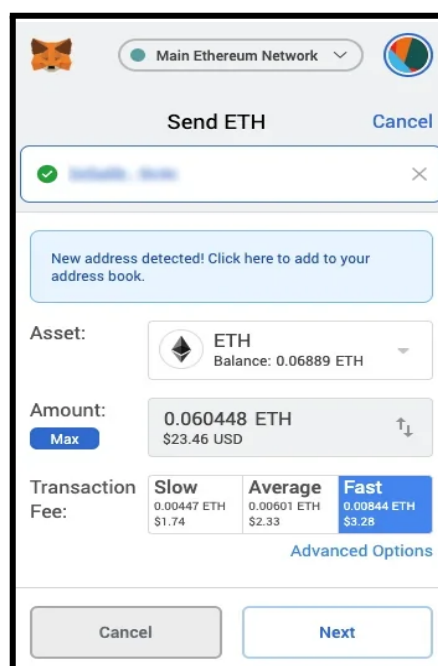 Main Ethereum Network
Send ETH Cancel
New address detected! Click here to add to your
address book.
Asset:
ETH
Balance: 0.06889 ETH
Amount:
Max
0.060448 ETH
$23.46 USD
Transaction
Fee:
Slow
0.00447 ETH
$1.74
Average
0.00601 ETH
$2.33
Fast
0.00844 ETH
$3.28
Advanced Options
Cancel Next